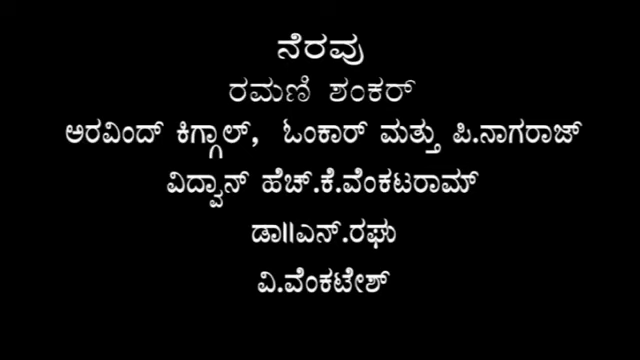 ನೆರವು
ರಮಣಿ ಶಂಕರ್
ಅರವಿಂದ್ ಕಿಗ್ಗಾಲ್, ಓಂಕಾರ್ ಮತ್ತು ಪಿ.ನಾಗರಾಜ್
ವಿದ್ವಾನ್ ಹೆಚ್.ಕೆ.ವೆಂಕಟರಾಮ್
ಡಾ||ಎನ್.ರಘು
ವಿ.ವೆಂಕಟೇಶ್